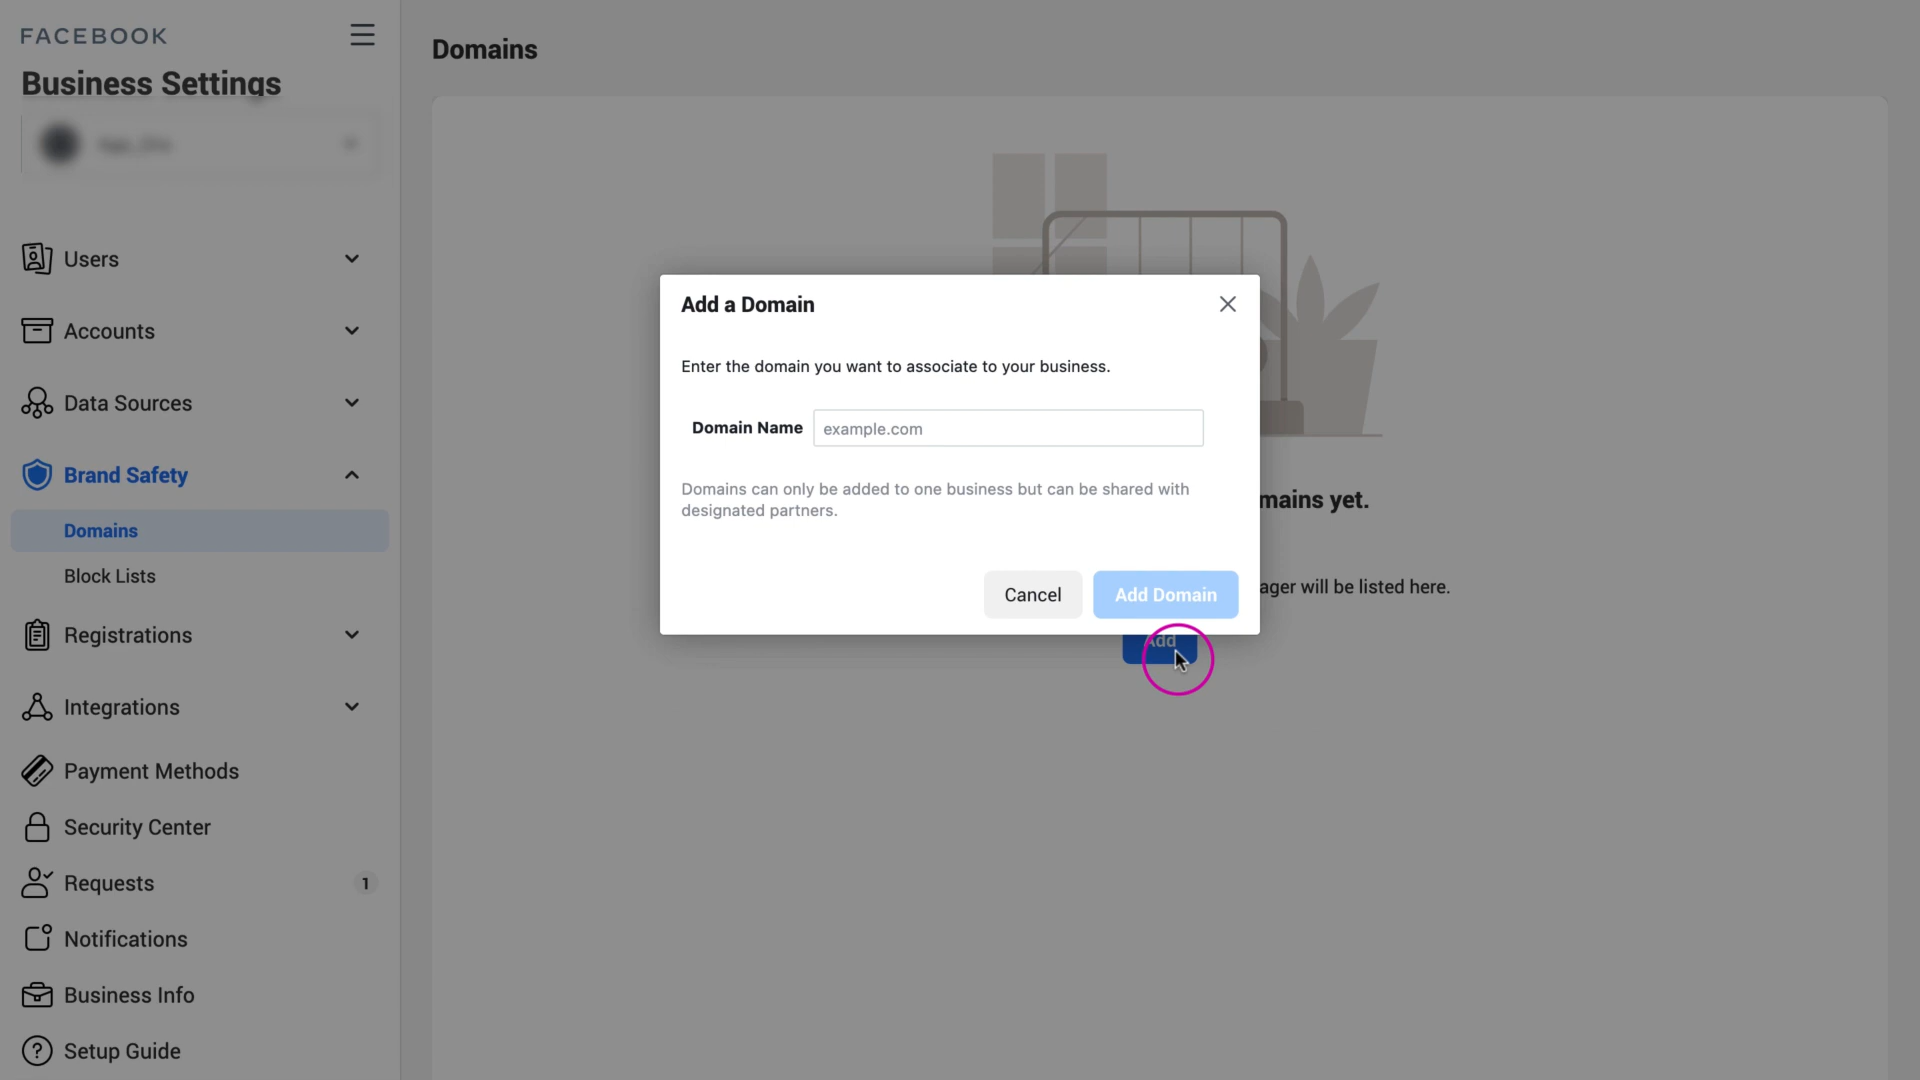 FACEBOOK
Business Settings
Users
Accounts
Data Sources
Brand Safety
Domains
Block Lists
Registrations
Integrations
Payment Methods
Security Center
Requests 1
Notifications
Business Info
Setup Guide
Domains
mains yet.
ager will be listed here.
Add
Add a Domain
Enter the domain you want to associate to your business.
Domain Name example.com
Domains can only be added to one business but can be shared with
designated partners.
Cancel Add Domain